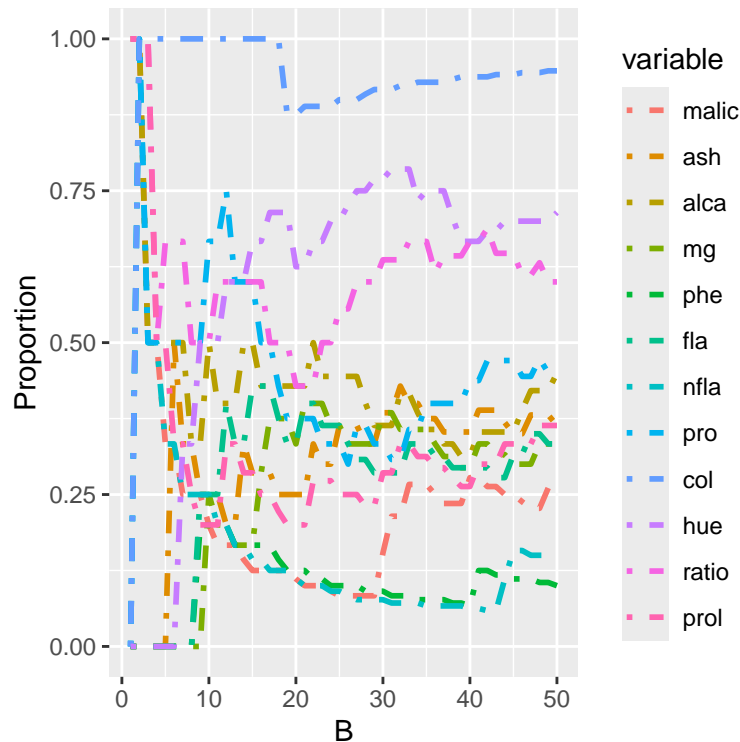 1.00
0.75
0.50
0.25
0.00
Proportion
0 10 20 30 40 50
B
variable
malic
ash
alca
mg
phe
fla
nfla
pro
col
hue
ratio
prol